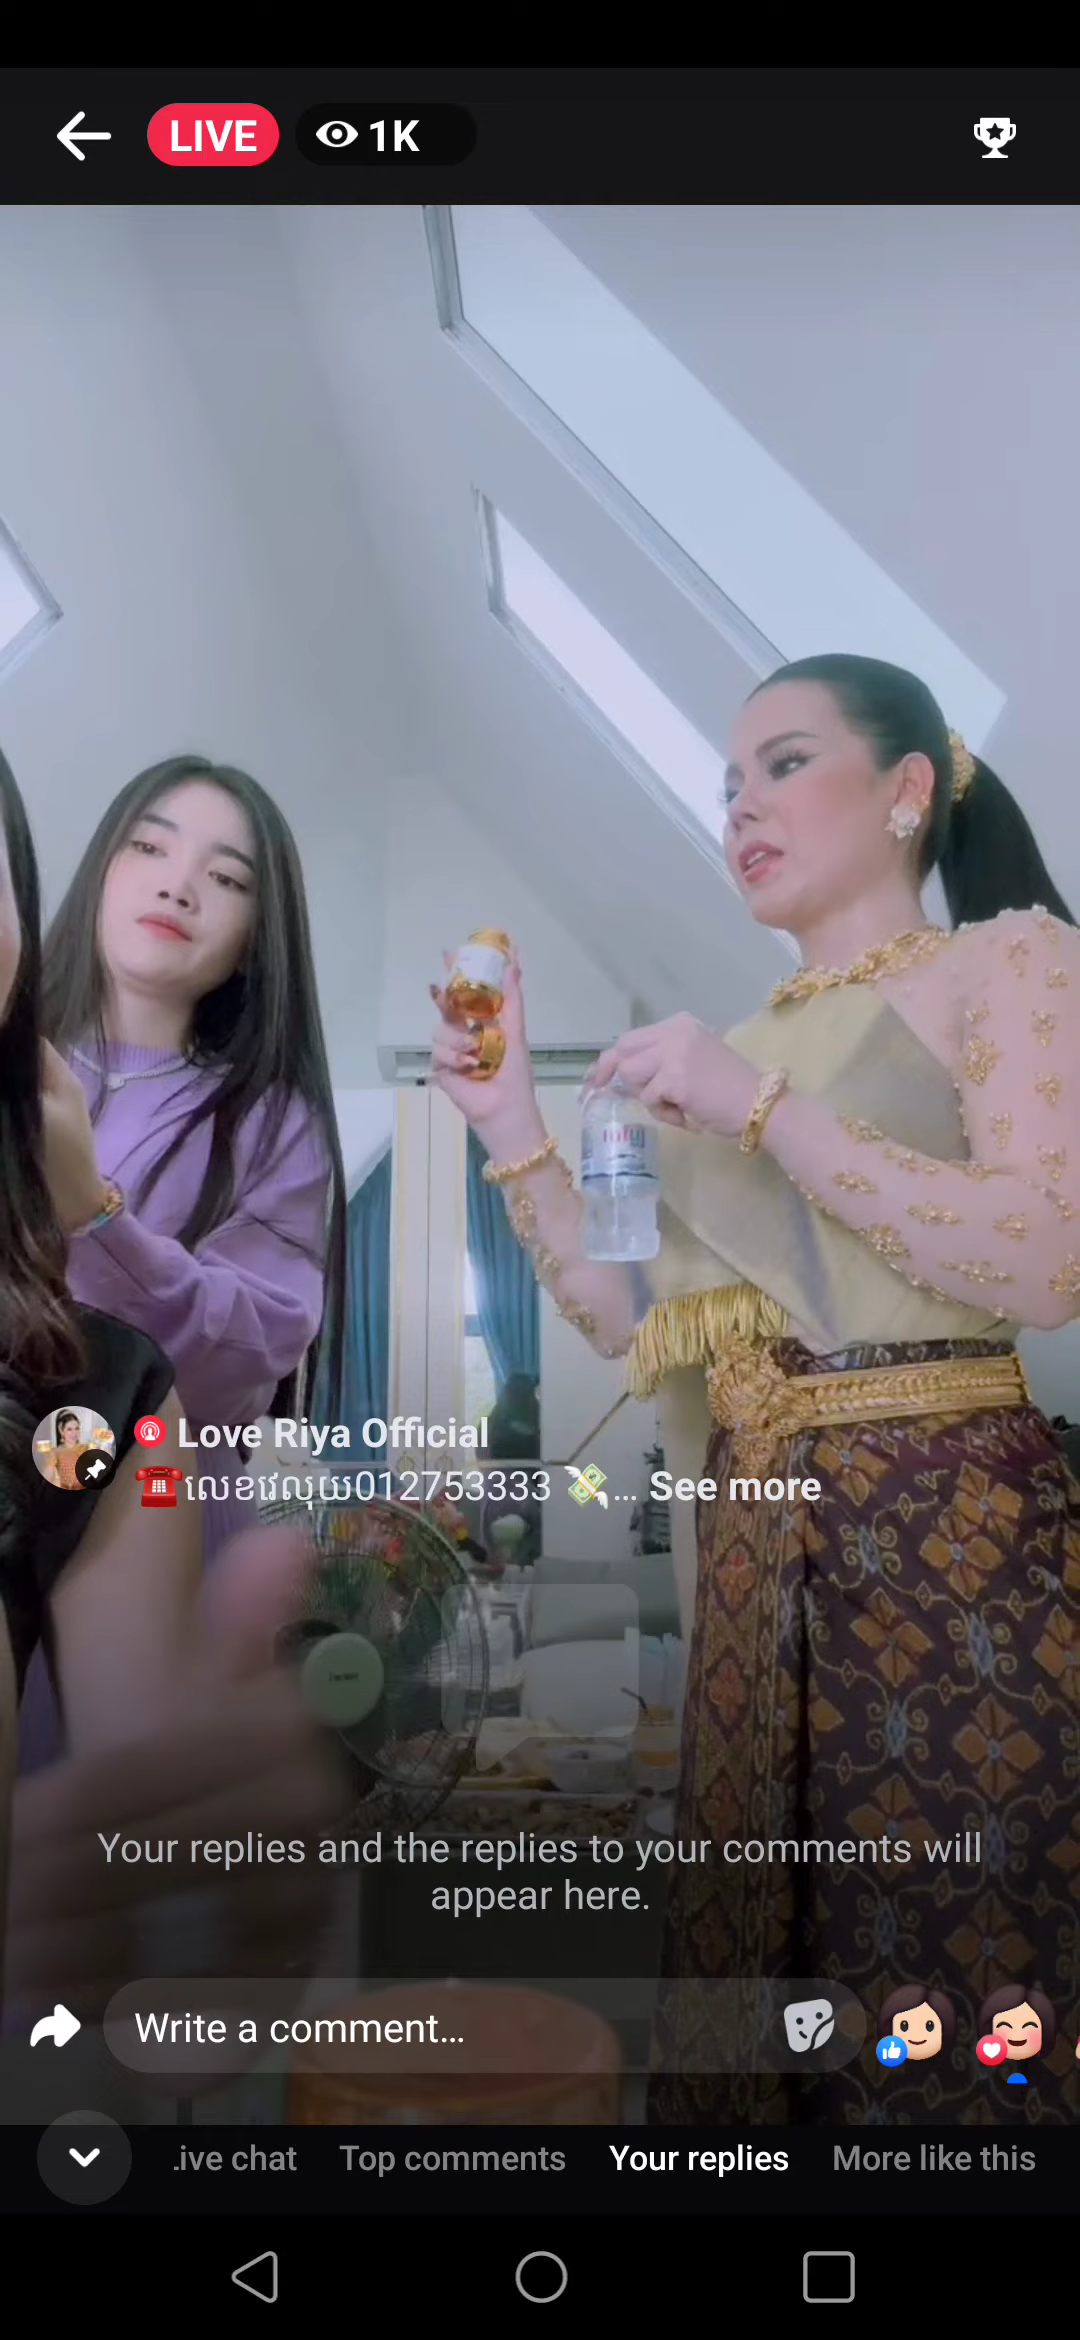 LIVE 1K
Love Riya Official
☎️លេខវេលុយ012753333 💸... See more
Your replies and the replies to your comments will
appear here.
Write a comment...
.ive chat Top comments Your replies More like this